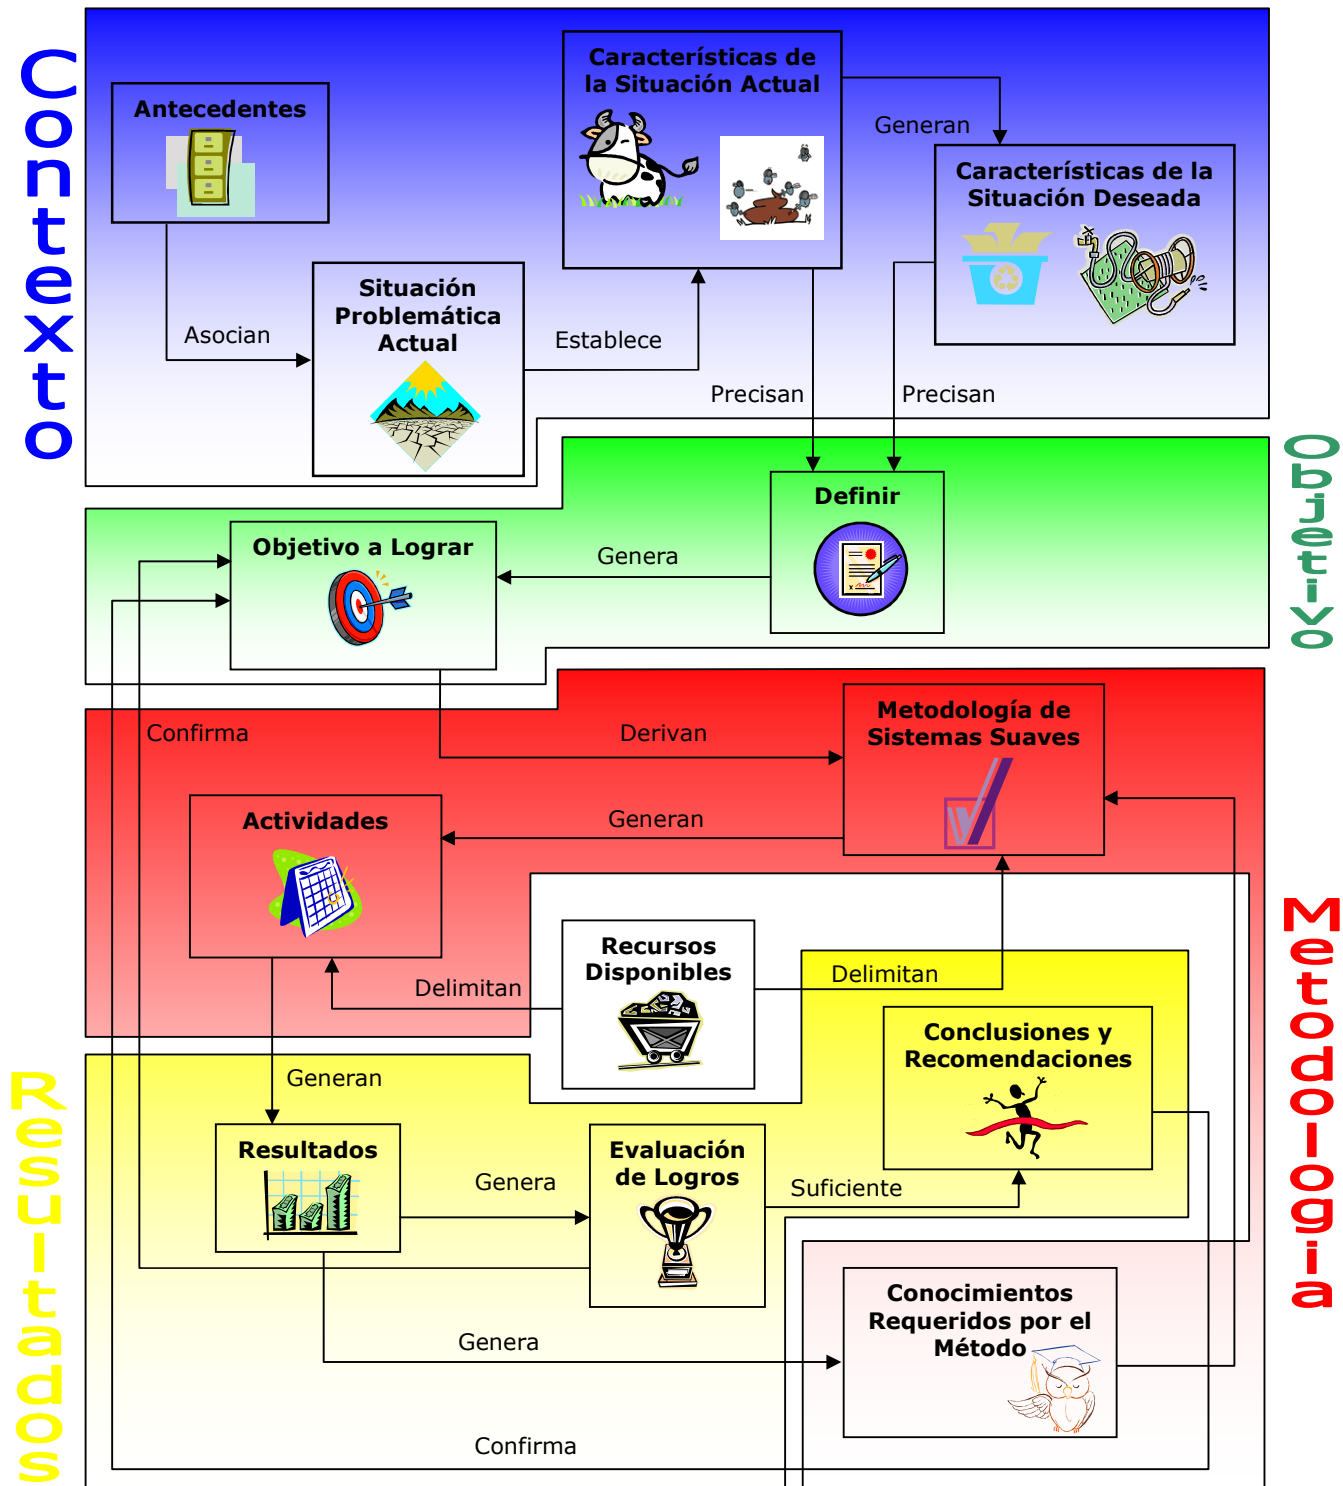 Contexto
Antecedentes
Características de
la Situación Actual
Generan
Características de la
Situación Deseada
Situación
Problemática
Actual
Asocian
Establece
Precisan
Precisan
Objetivo
Definir
Objetivo a Lograr
Genera
Confirma
Derivan
Metodología de
Sistemas Suaves
Actividades
Generan
Metodología
Recursos
Disponibles
Delimitan
Delimitan
Conclusiones y
Recomendaciones
Generan
Resultados
Resultados
Genera
Evaluación
de Logros
Suficiente
Conocimientos
Requeridos por el
Método
Genera
Confirma